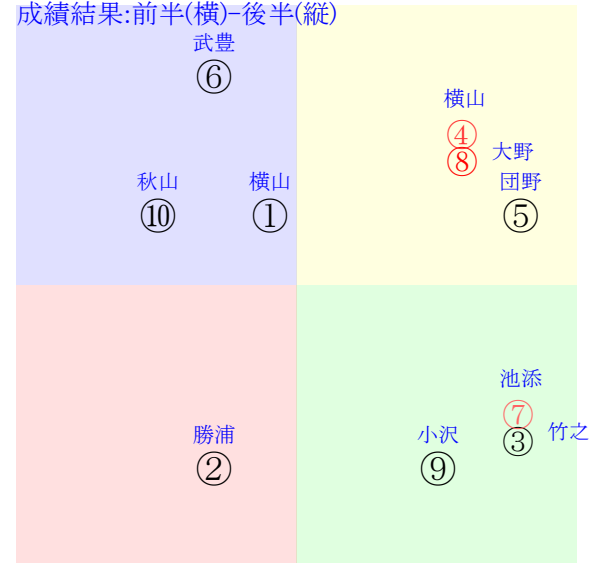 成績結果:前半(横)-後半(縦)
武豊
⑥
横山
④
⑧
大野
秋山
⑩
横山
①
団野
⑤
池添
⑦
③
竹之
勝浦
②
小沢
⑨